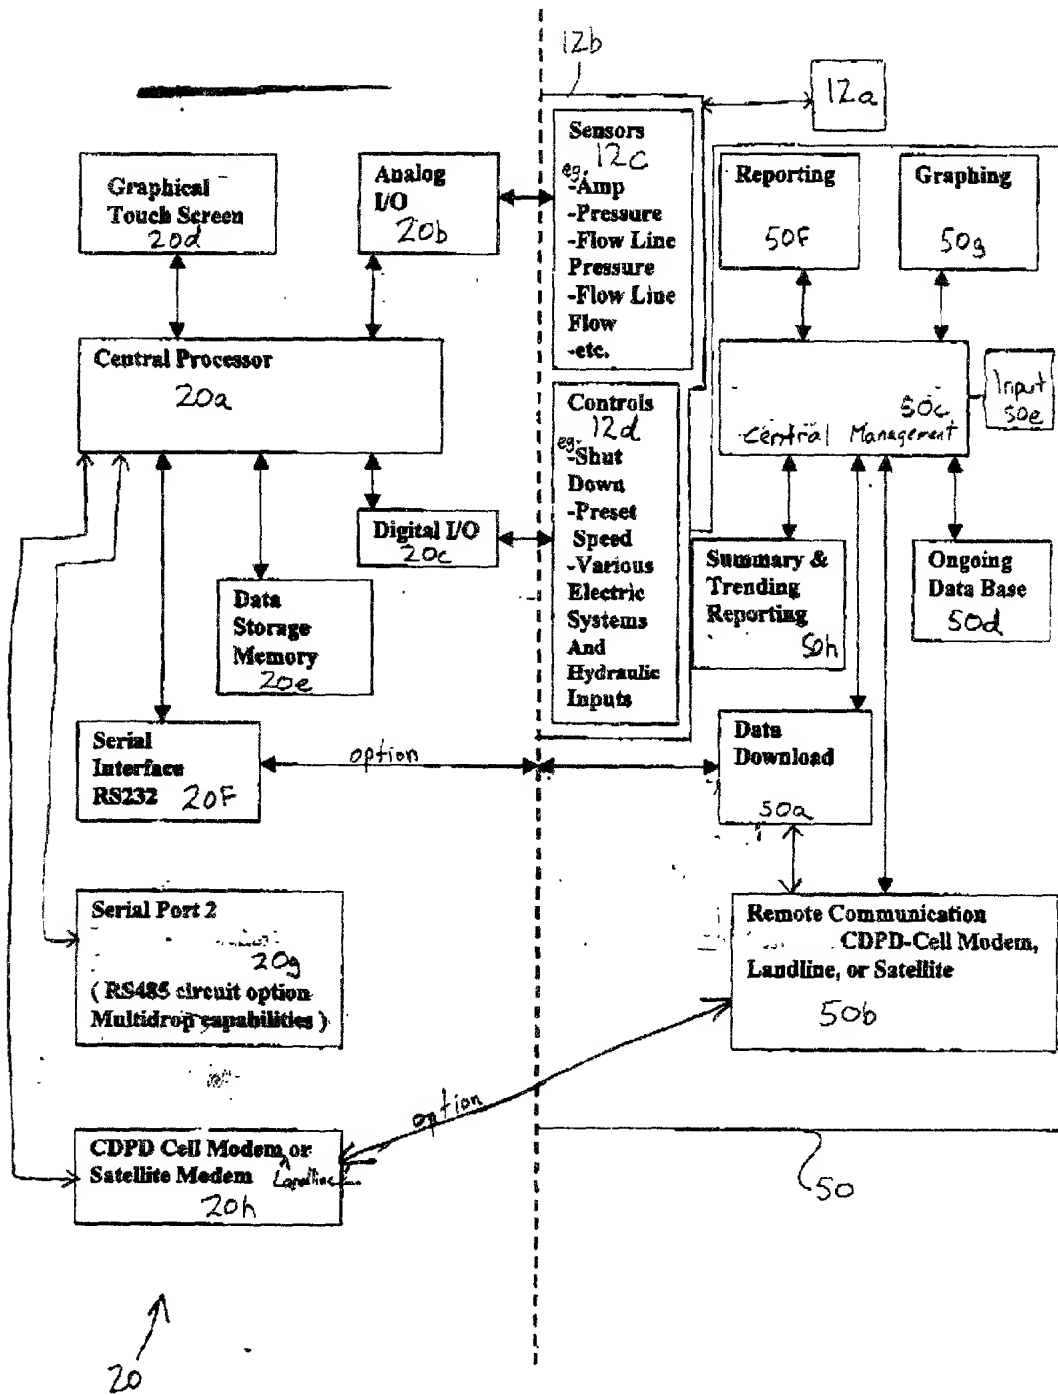 12b
12a
Sensors
12c
eg.
-Amp
-Pressure
-Flow Line
Pressure
-Flow Line
Flow
-etc.
Graphical
Touch Screen
20d
Analog
I/O
20b
Reporting
50F
Graphing
50g
Central Processor
20a
Controls
12d
eg.
-Shut
Down
-Preset
Speed
-Various
Electric
Systems
And
Hydraulic
Inputs
50c
Central Management
Input
50e
Digital I/O
20c
Data
Storage
Memory
20e
Summary &
Trending
Reporting
50h
Ongoing
Data Base
50d
Serial
Interface
RS232 20F
option
Data
Download
50a
Serial Port 2
20g
( RS485 circuit option
Multidrop capabilities )
Remote Communication
CDPD-Cell Modem,
Landline, or Satellite
50b
option
CDPD Cell Modem or
Satellite Modem Landline
20h
50
20